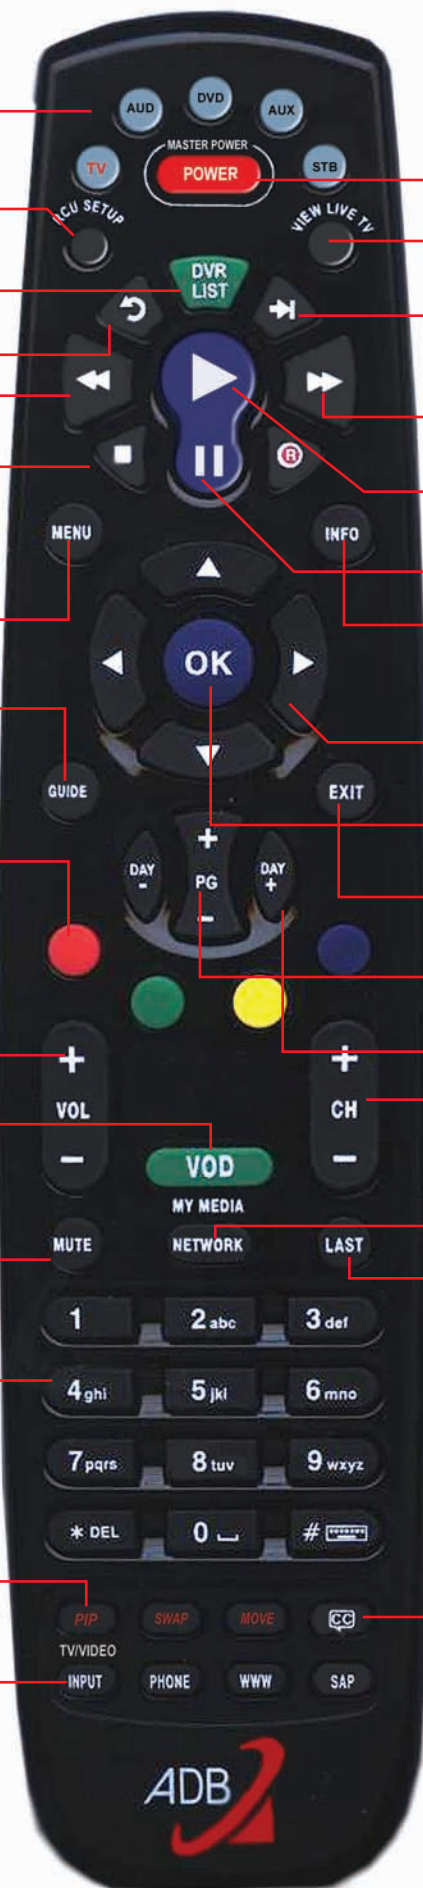 AUD DVD AUX
MASTER POWER
TV POWER STB
RCU SETUP VIEW LIVE TV
DVR
LIST
R
MENU INFO
OK
GUIDE EXIT
+
DAY - PG DAY +
-
+ +
VOL CH
- -
VOD
MY MEDIA
MUTE NETWORK LAST
1 2 abc 3 def
4 ghi 5 jkl 6 mno
7 pqrs 8 tuv 9 wxyz
* DEL 0 #
PIP SWAP MOVE CC
TV/VIDEO
INPUT PHONE WWW SAP
ADB